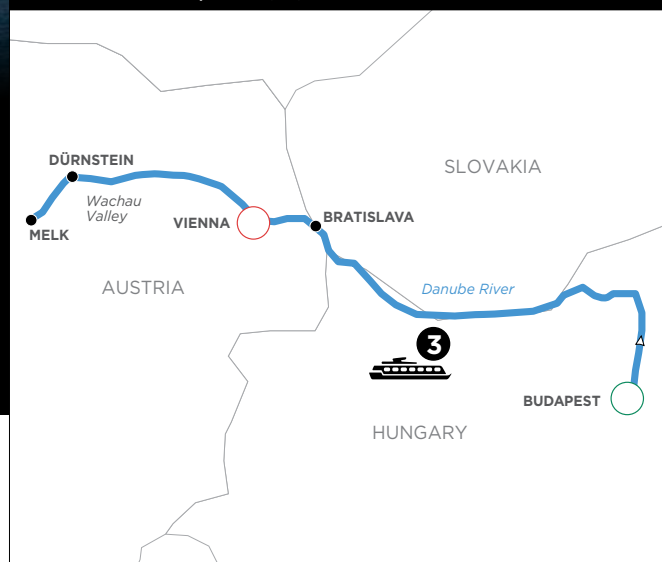 DÜRNSTEIN
SLOVAKIA
Wachau
Valley
VIENNA
BRATISLAVA
MELK
AUSTRIA
Danube River
3
BUDAPEST
HUNGARY